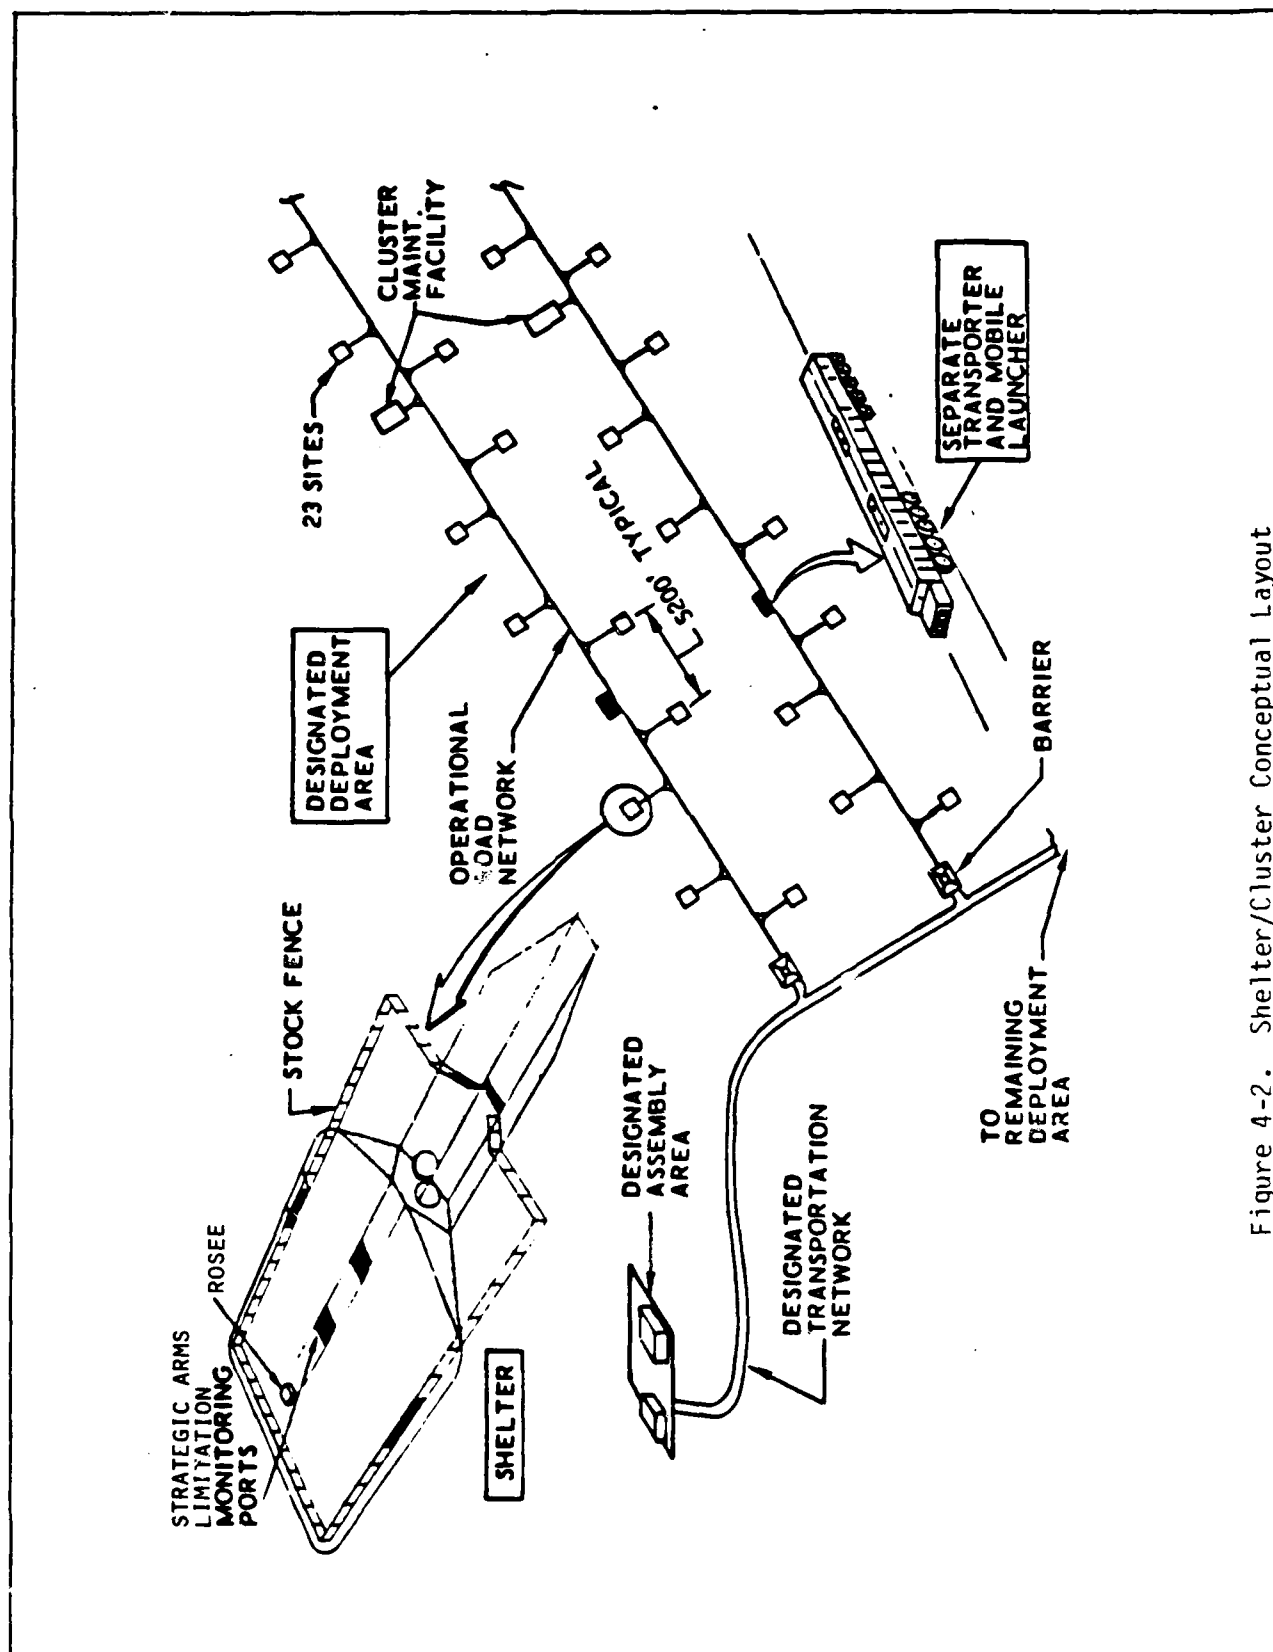 STRATEGIC ARMS
LIMITATION
MONITORING
PORTS
ROSEE
STOCK FENCE
SHELTER
DESIGNATED
DEPLOYMENT
AREA
OPERATIONAL
ROAD
NETWORK
23 SITES
CLUSTER
MAINT.
FACILITY
5200' TYPICAL
DESIGNATED
ASSEMBLY
AREA
DESIGNATED
TRANSPORTATION
NETWORK
TO
REMAINING
DEPLOYMENT
AREA
BARRIER
SEPARATE
TRANSPORTER
AND MOBILE
LAUNCHER
Figure 4-2. Shelter/Cluster Conceptual Layout